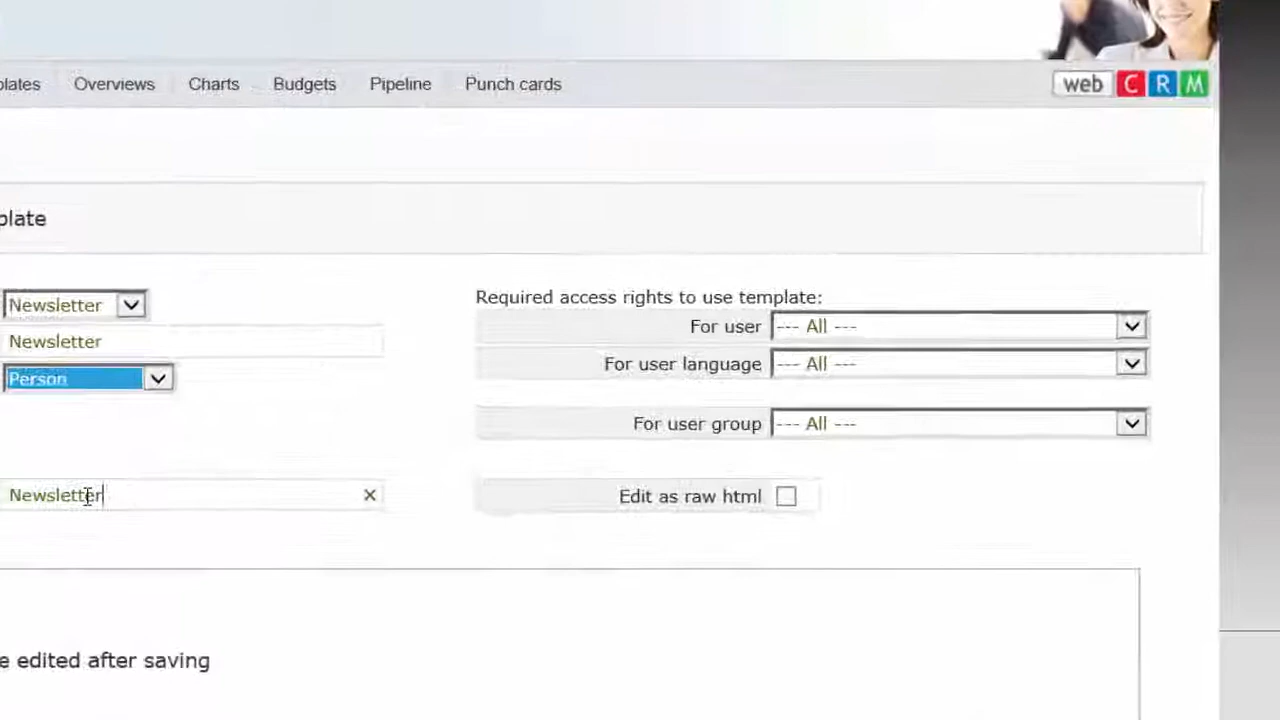 plates Overviews Charts Budgets Pipeline Punch cards web C R M
plate
Newsletter
Newsletter
Person
Newsletter
Required access rights to use template:
For user --- All ---
For user language --- All ---
For user group --- All ---
Edit as raw html
e edited after saving